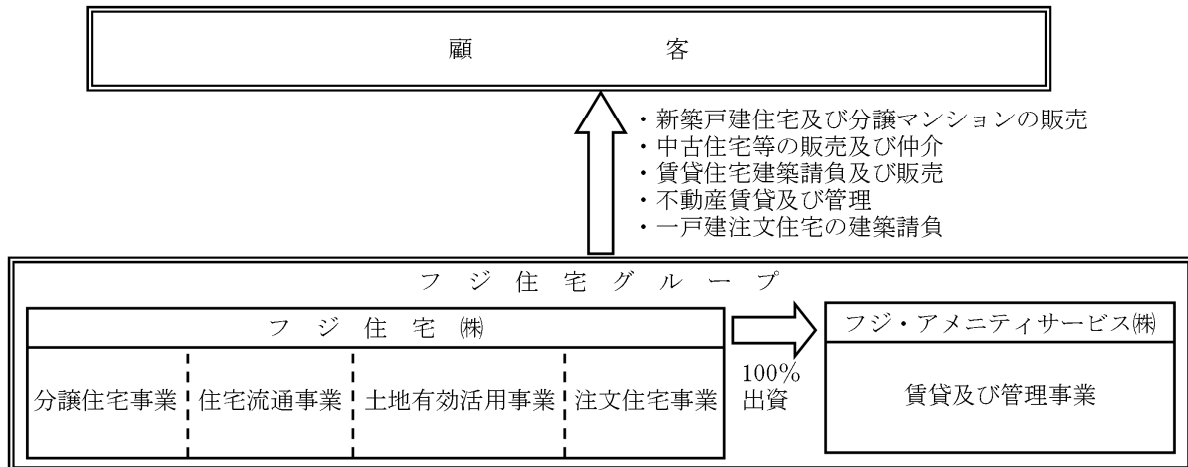 顧客
・新築戸建住宅及び分譲マンションの販売
・中古住宅等の販売及び仲介
・賃貸住宅建築請負及び販売
・不動産賃貸及び管理
・一戸建注文住宅の建築請負
フジ住宅グループ
フジ住宅㈱
分譲住宅事業
住宅流通事業
土地有効活用事業
注文住宅事業
100%
出資
フジ・アメニティサービス㈱
賃貸及び管理事業